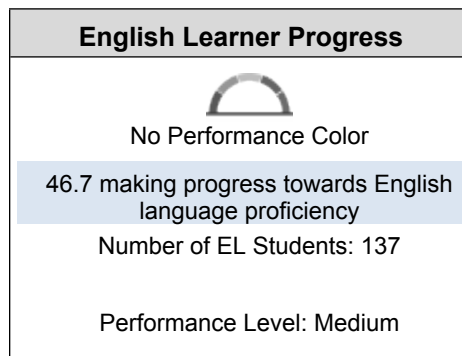 English Learner Progress
No Performance Color
46.7 making progress towards English
language proficiency
Number of EL Students: 137
Performance Level: Medium